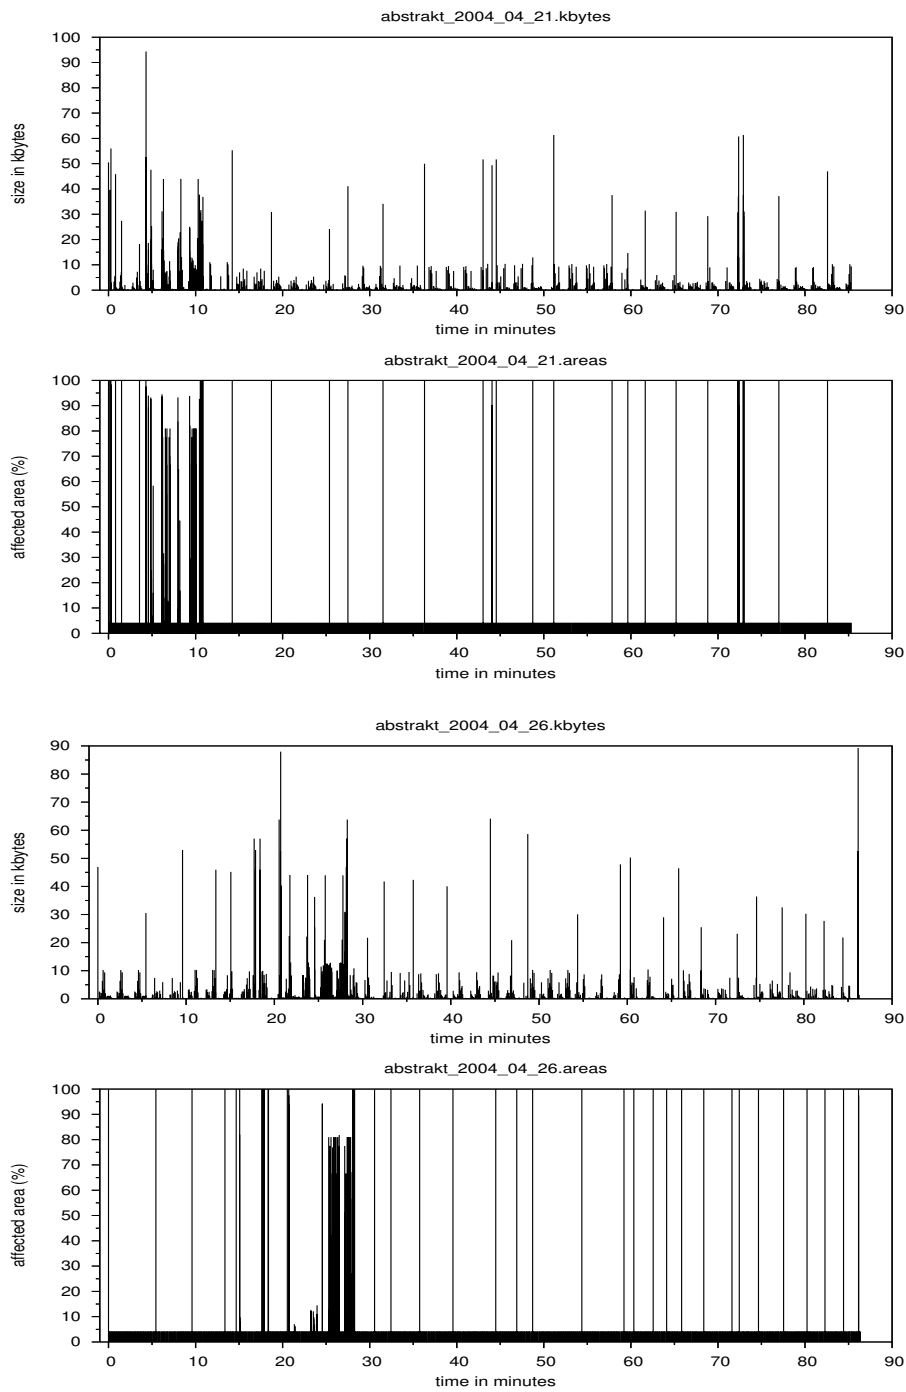 abstrakt_2004_04_21.kbytes
100
90
80
70
60
50
40
30
20
10
0
size in kbytes
0 10 20 30 40 50 60 70 80 90
time in minutes
abstrakt_2004_04_21.areas
100
90
80
70
60
50
40
30
20
10
0
affected area (%)
0 10 20 30 40 50 60 70 80 90
time in minutes
abstrakt_2004_04_26.kbytes
90
80
70
60
50
40
30
20
10
0
size in kbytes
0 10 20 30 40 50 60 70 80 90
time in minutes
abstrakt_2004_04_26.areas
100
90
80
70
60
50
40
30
20
10
0
affected area (%)
0 10 20 30 40 50 60 70 80 90
time in minutes